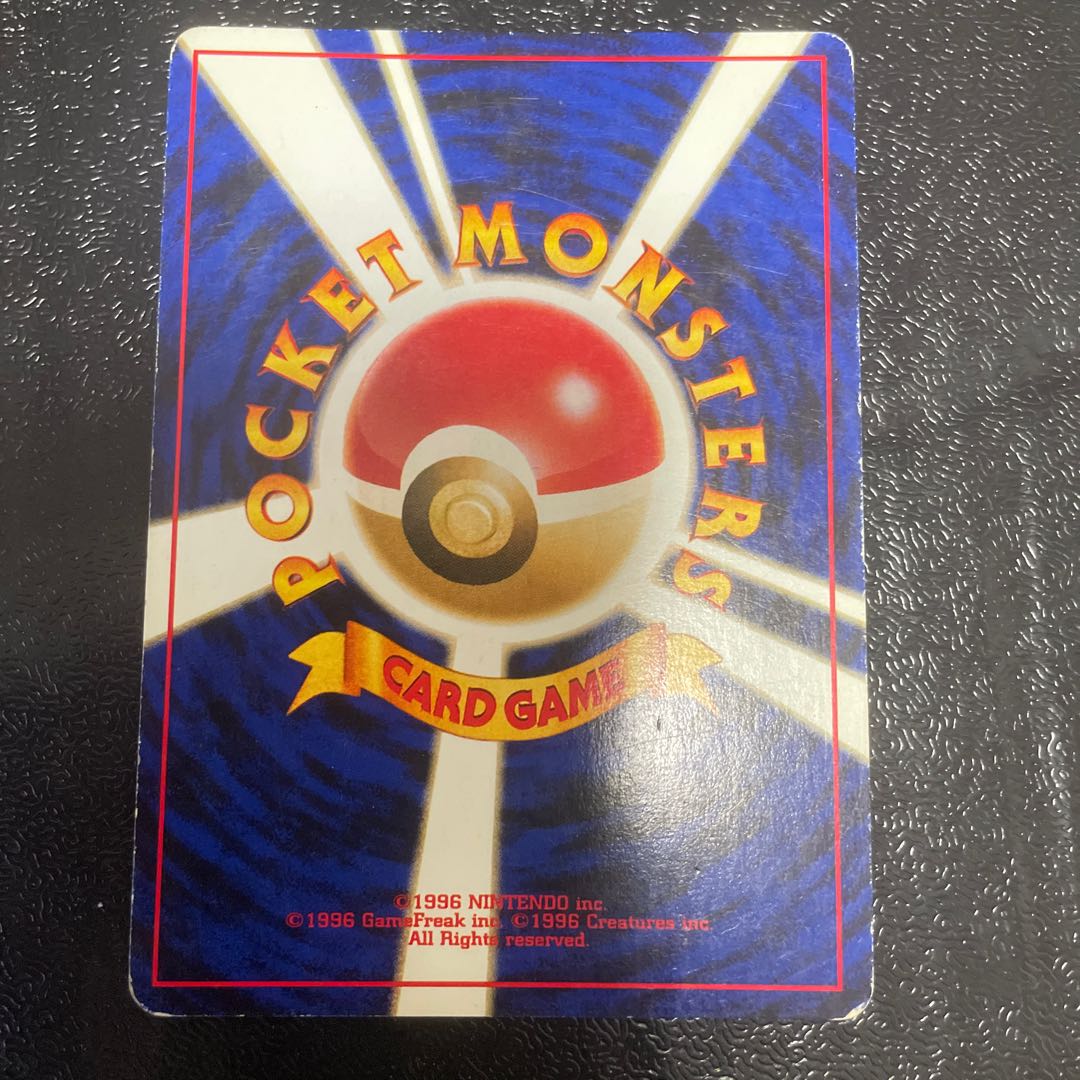 POCKET MONSTERS
CARD GAME
©1996 NINTENDO inc.
©1996 GameFreak inc. ©1996 Creatures inc.
All Rights reserved.